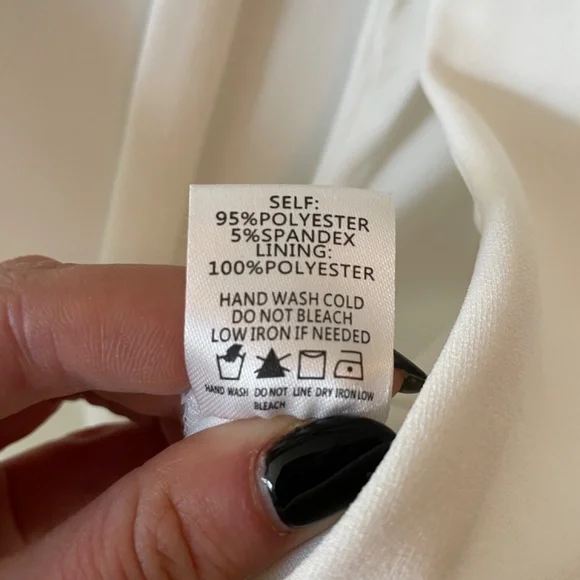 SELF:
95%POLYESTER
5%SPANDEX
LINING:
100%POLYESTER
HAND WASH COLD
DO NOT BLEACH
LOW IRON IF NEEDED
HAND WASH DO NOT LINE DRY IRON LOW
BLEACH